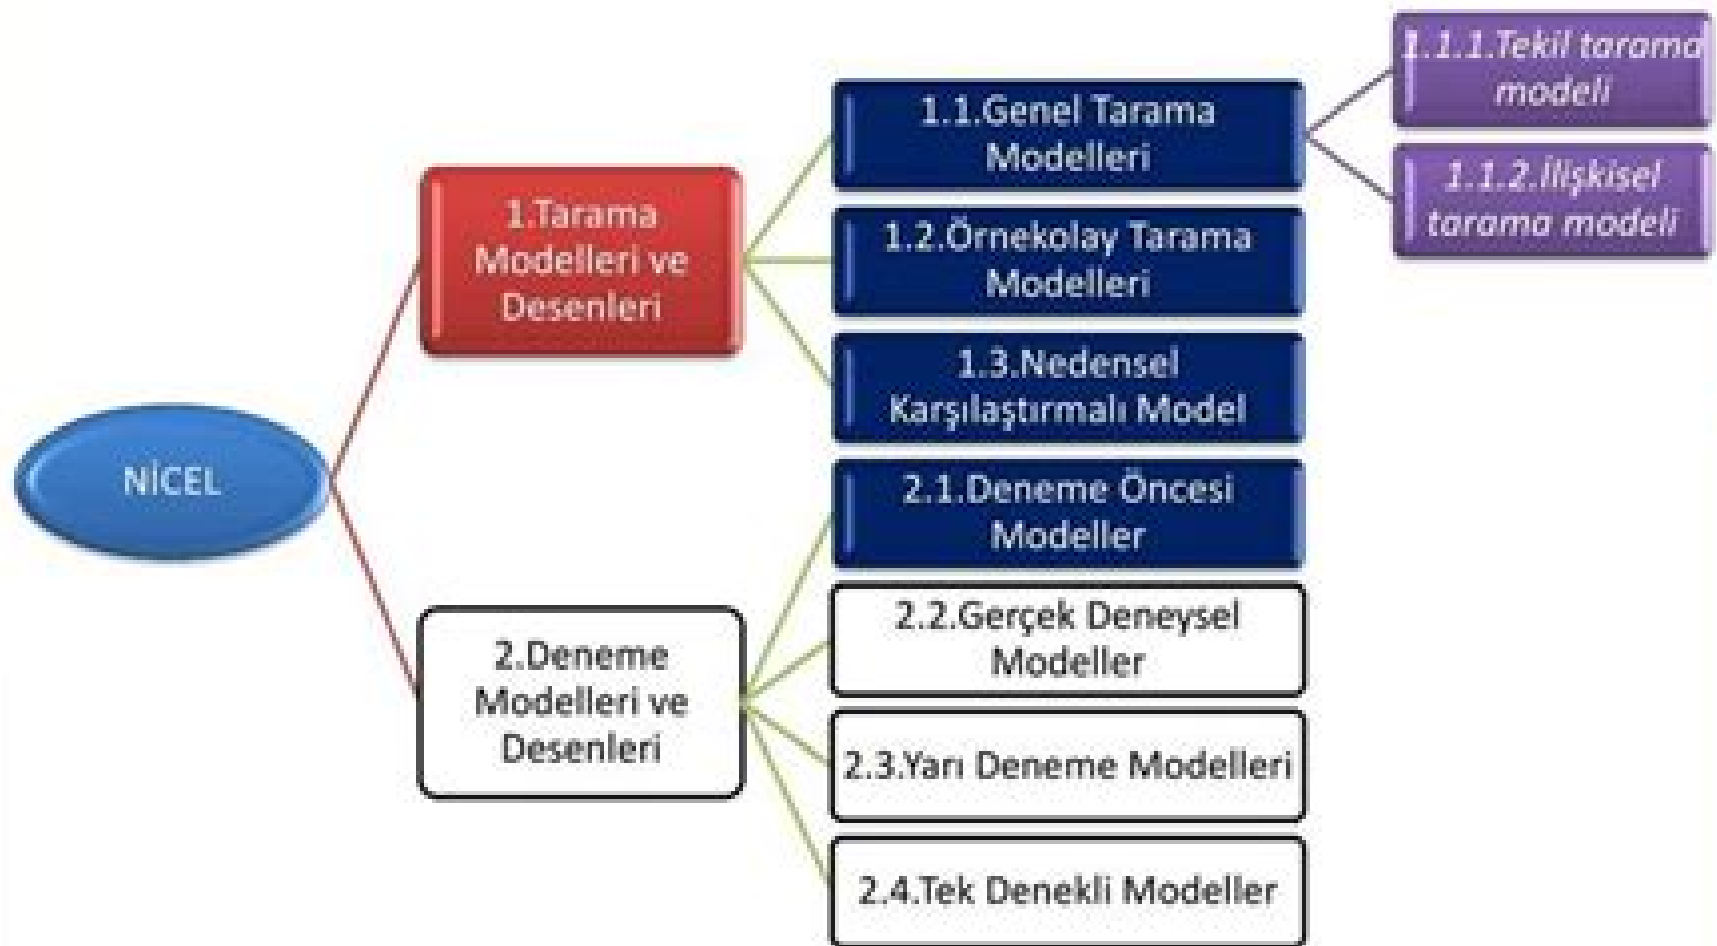 NİCEL
1.Tarama
Modelleri ve
Desenleri
1.1.Genel Tarama
Modelleri
1.1.1.Tekil tarama
modeli
1.1.2.İlişkisel
tarama modeli
1.2.Örnekolay Tarama
Modelleri
1.3.Nedensel
Karşılaştırmalı Model
2.Deneme
Modelleri ve
Desenleri
2.1.Deneme Öncesi
Modeller
2.2.Gerçek Deneysel
Modeller
2.3.Yarı Deneme Modelleri
2.4.Tek Denekli Modeller